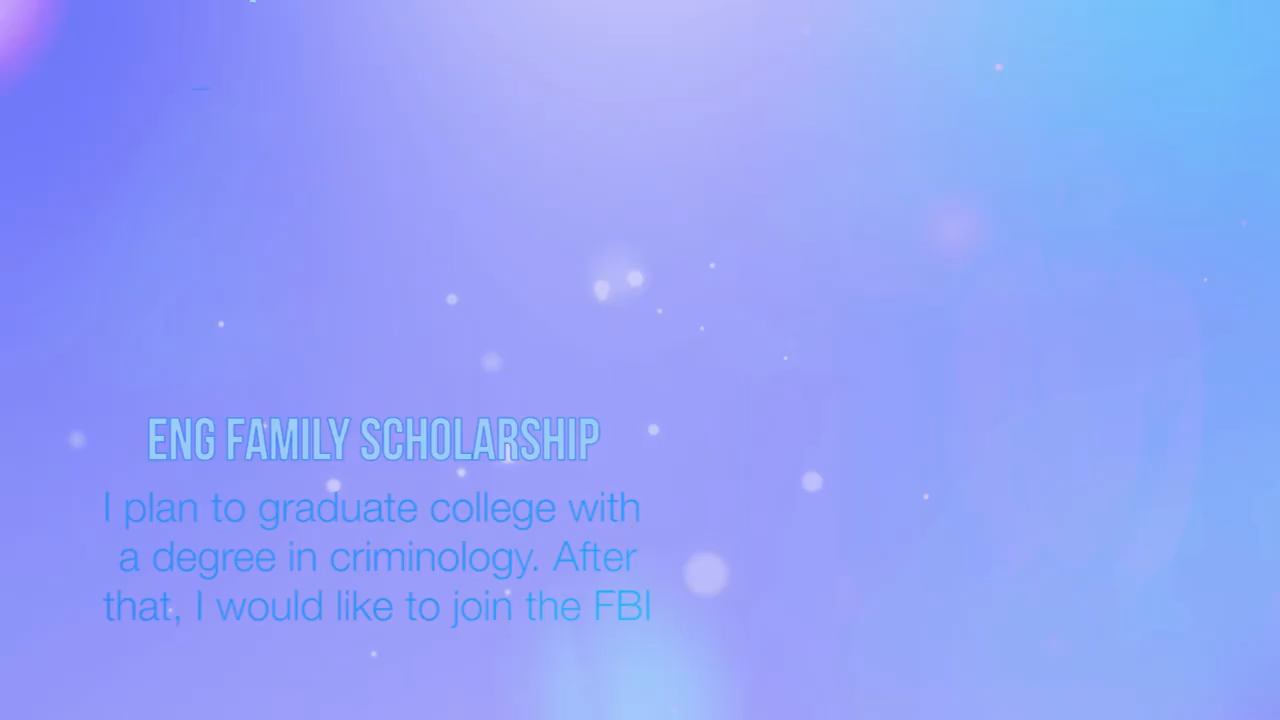 ENG FAMILY SCHOLARSHIP
I plan to graduate college with
a degree in criminology. After
that, I would like to join the FBI